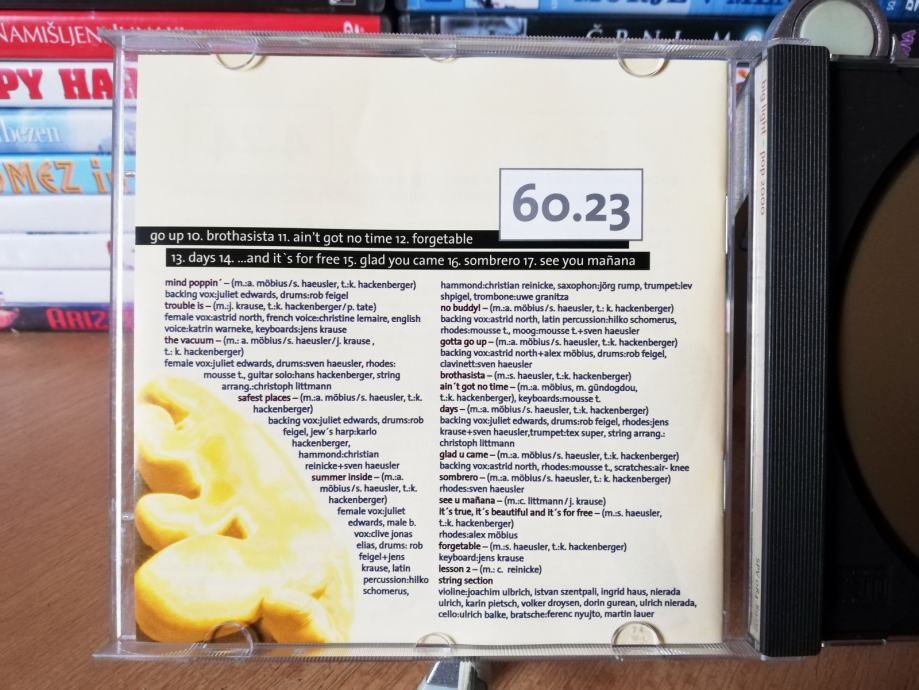 NAMIŠLJEN
PY HA
bezen
OMEZ in
ARIZ
60.23
go up 10. brothasista 11. ain't got no time 12. forgetable
13. days 14. ...and it`s for free 15. glad you came 16. sombrero 17. see you mañana
mind poppin´ – (m.:a. möbius/s. haeusler, t.:k. hackenberger)
backing vox:juliet edwards, drums:rob feigel
trouble is – (m.:j. krause, t.:k. hackenberger/p. tate)
female vox:astrid north, french voice:christine lemaire, english
voice:katrin warneke, keyboards:jens krause
the vacuum – (m.: a. möbius/s. haeusler/j. krause ,
t.: k. hackenberger)
female vox:juliet edwards, drums:sven haeusler, rhodes:
mousse t., guitar solo:hans hackenberger, string
arrang.:christoph littmann
safest places – (m.:a. möbius/s. haeusler, t.:k.
hackenberger)
backing vox:juliet edwards, drums:rob
feigel, jew´s harp:karlo
hackenberger,
hammond:christian
reinicke+sven haeusler
summer inside – (m.:a.
möbius/s. haeusler, t.:k.
hackenberger)
female vox:juliet
edwards, male b.
vox:clive jonas
elias, drums: rob
feigel+jens
krause, latin
percussion:hilko
schomerus,
hammond:christian reinicke, saxophon:jörg rump, trumpet:lev
shpigel, trombone:uwe granitza
no buddy! – (m.:a. möbius/s. haeusler, t.:k. hackenberger)
backing vox:astrid north, latin percussion:hilko schomerus,
rhodes:mousse t., moog:mousse t.+sven haeusler
gotta go up – (m.:a. möbius/s. haeusler, t.:k. hackenberger)
backing vox:astrid north+alex möbius, drums:rob feigel,
clavinett:sven haeusler
brothasista – (m.:s. haeusler, t.:k. hackenberger)
ain´t got no time – (m.:a. möbius, m. gündogdou,
t.:k. hackenberger), keyboards:mousse t.
days – (m.:a. möbius/s. haeusler, t.:k. hackenberger)
backing vox:juliet edwards, drums:rob feigel, rhodes:jens
krause+sven haeusler,trumpet:tex super, string arrang.:
christoph littmann
glad u came – (m.:a. möbius/s. haeusler, t.:k. hackenberger)
backing vox:astrid north, rhodes:mousse t., scratches:air- knee
sombrero – (m.:a. möbius/s. haeusler, t.:k. hackenberger)
rhodes:sven haeusler
see u mañana – (m.:c. littmann/j. krause)
it´s true, it´s beautiful and it´s for free – (m.:s. haeusler,
t.:k. hackenberger)
rhodes:alex möbius
forgetable – (m.:s. haeusler, t.:k. hackenberger)
keyboard:jens krause
lesson 2 – (m.: c. reinicke)
string section
violine:joachim ulbrich, istvan szentpali, ingrid haus, nierada
ulrich, karin pietsch, volker droysen, dorin gurean, ulrich nierada,
cello:ulrich balke, bratsche:ferenc nyujto, martin lauer
big light – pop 2000